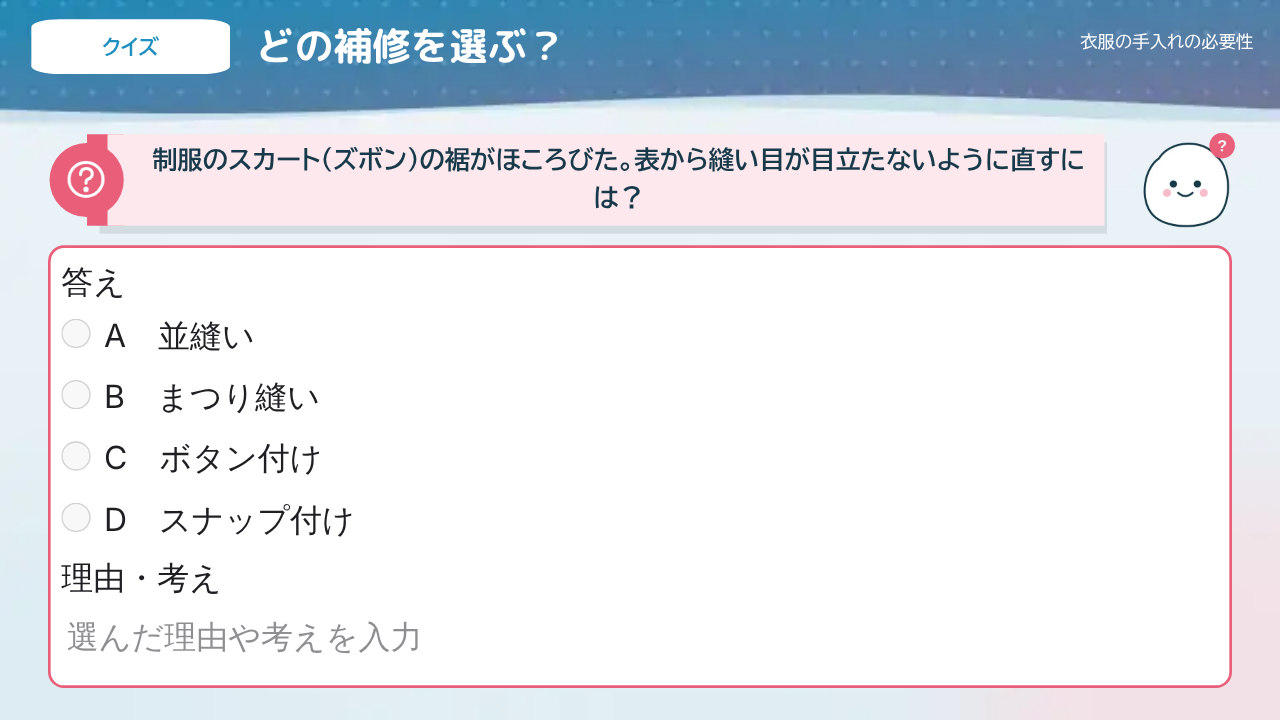 クイズ
どの補修を選ぶ？
衣服の手入れの必要性
制服のスカート(ズボン)の裾がほころびた。表から縫い目が目立たないように直すに
は？
?
答え
A　並縫い
B　まつり縫い
C　ボタン付け
D　スナップ付け
理由・考え
選んだ理由や考えを入力